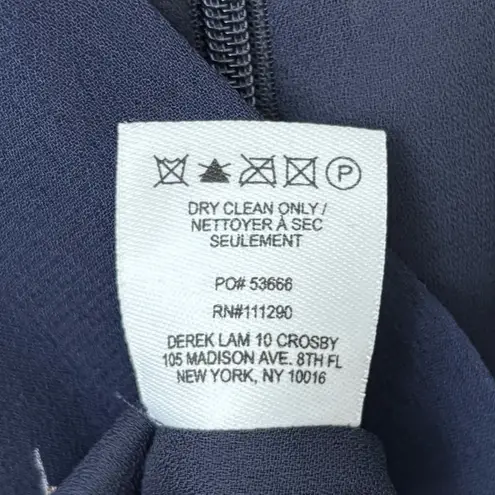 P
DRY CLEAN ONLY /
NETTOYER À SEC
SEULEMENT
PO# 53666
RN#111290
DEREK LAM 10 CROSBY
105 MADISON AVE. 8TH FL
NEW YORK, NY 10016